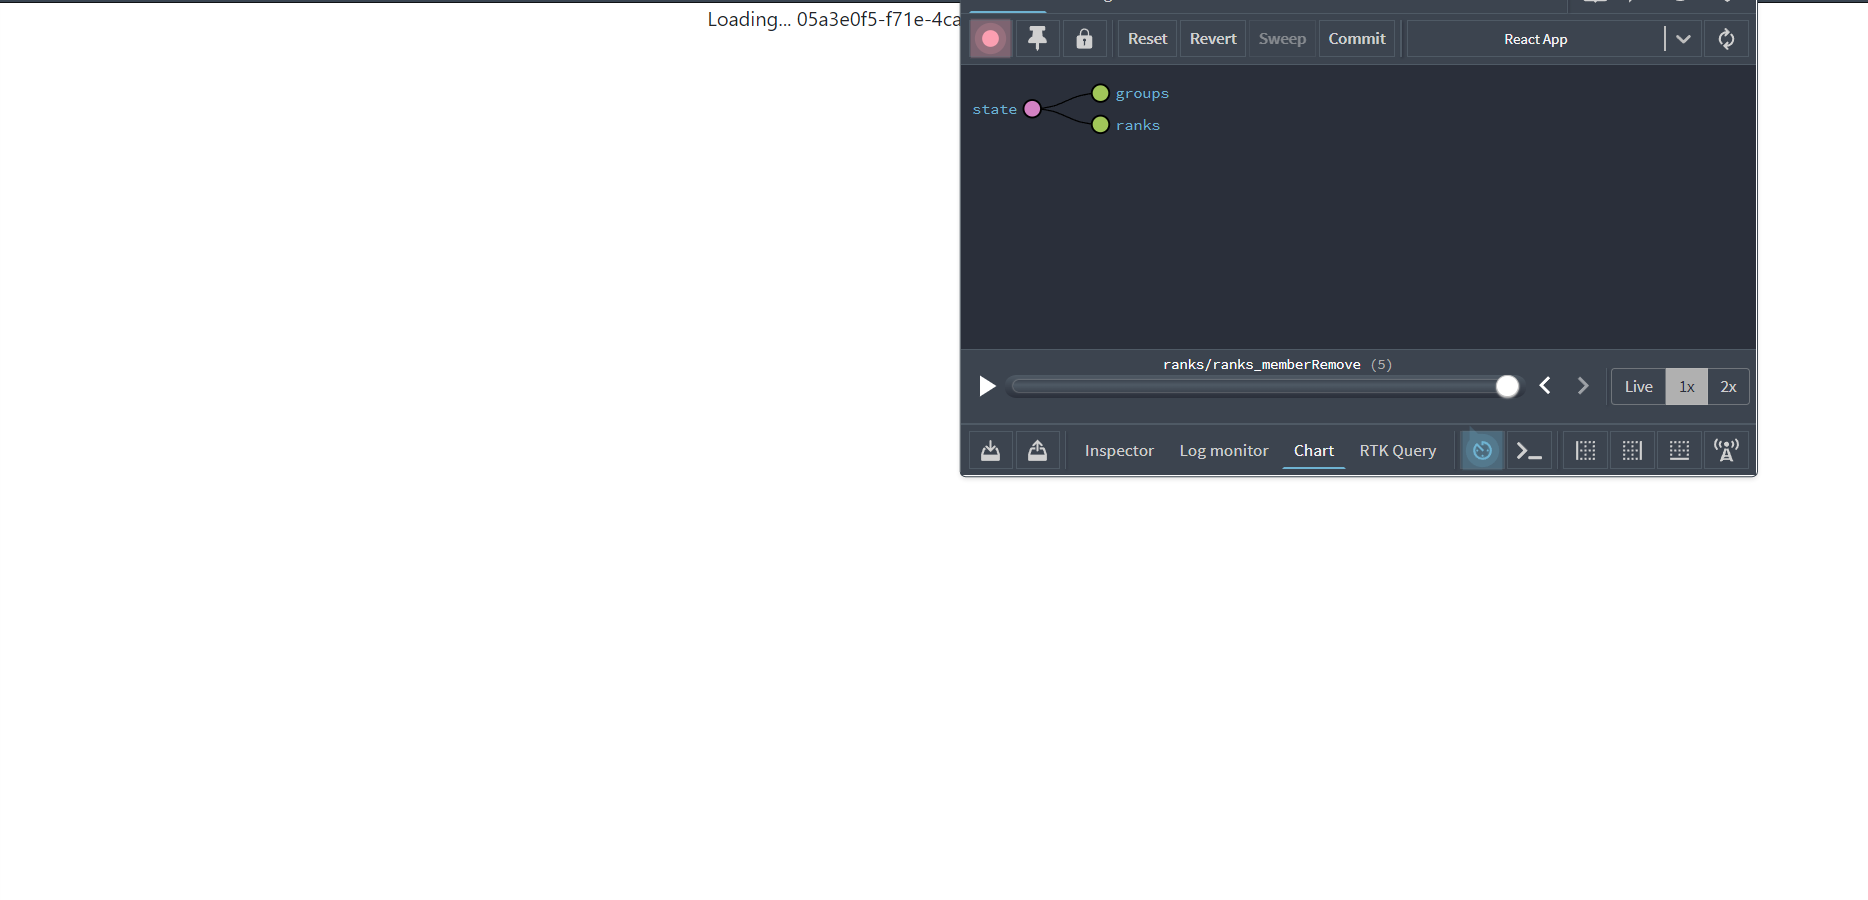 Loading... 05a3e0f5-f71e-4ca
Reset Revert Sweep Commit React App
groups
state
ranks
ranks/ranks_memberRemove (5)
Live 1x 2x
Inspector Log monitor Chart RTK Query